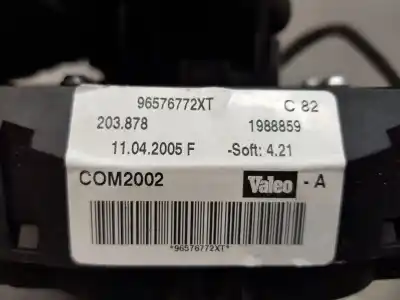 96576772XT C 82
203.878 1988859
11.04.2005 F -Soft: 4.21
COM2002 Valeo - A
*96576772XT*